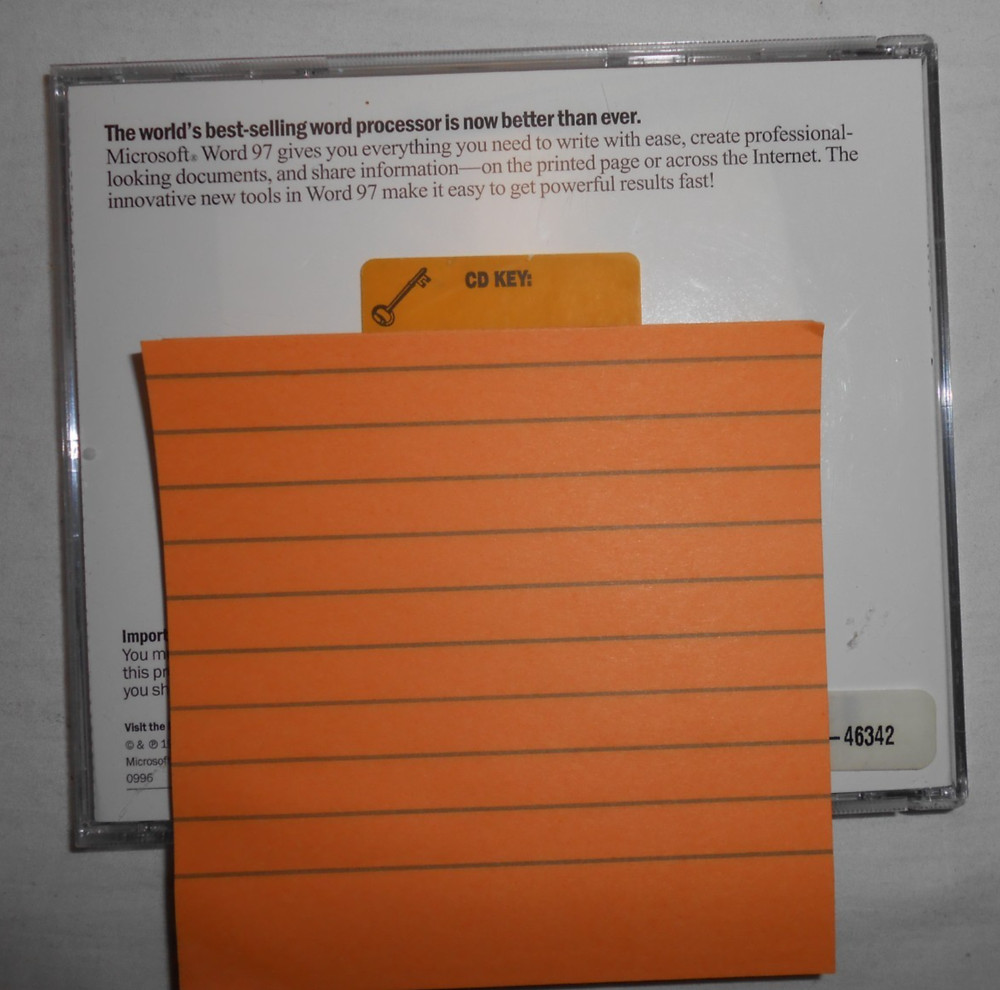 The world's best-selling word processor is now better than ever.
Microsoft® Word 97 gives you everything you need to write with ease, create professional-
looking documents, and share information—on the printed page or across the Internet. The
innovative new tools in Word 97 make it easy to get powerful results fast!
CD KEY:
Import
You m
this pr
you sh
Visit the
© & ℗ 19
Microsof
0996
– 46342